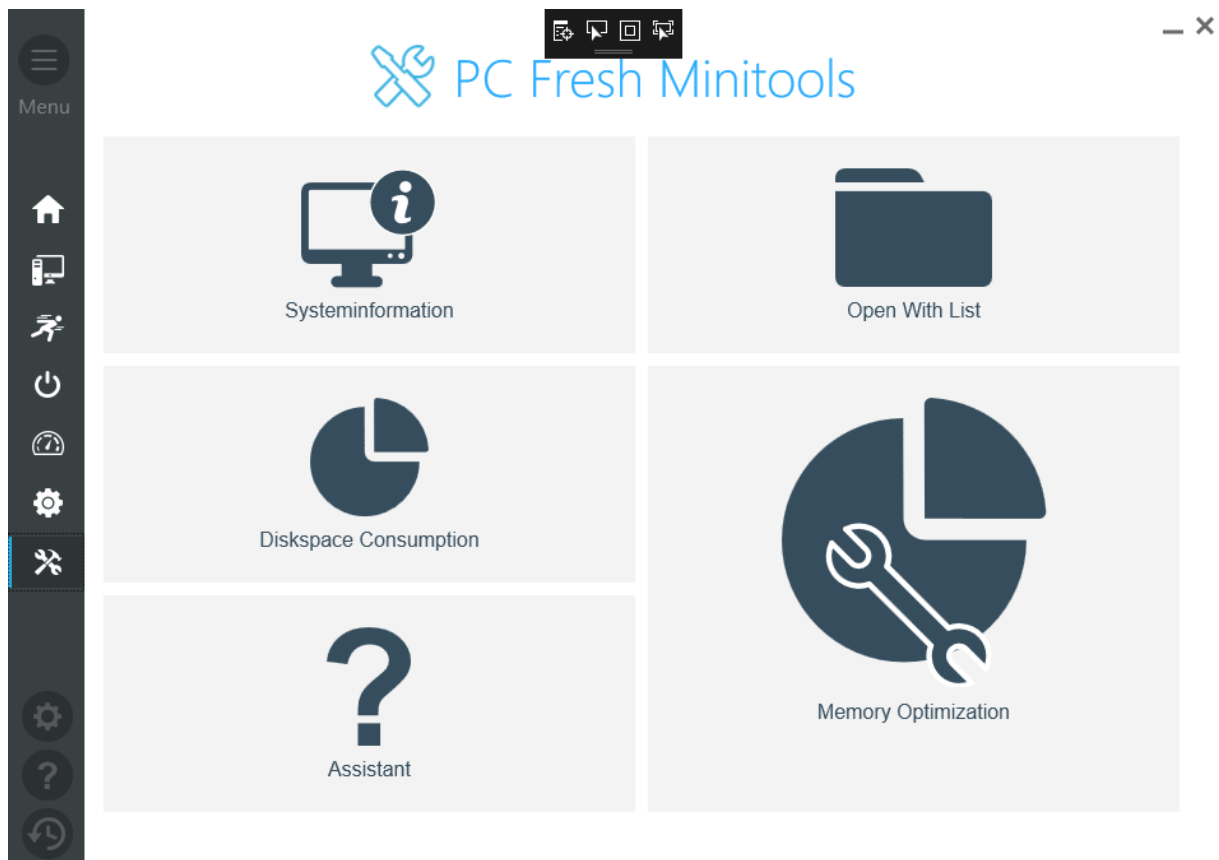 Menu
PC Fresh Minitools
Systeminformation
Open With List
Diskspace Consumption
Memory Optimization
Assistant